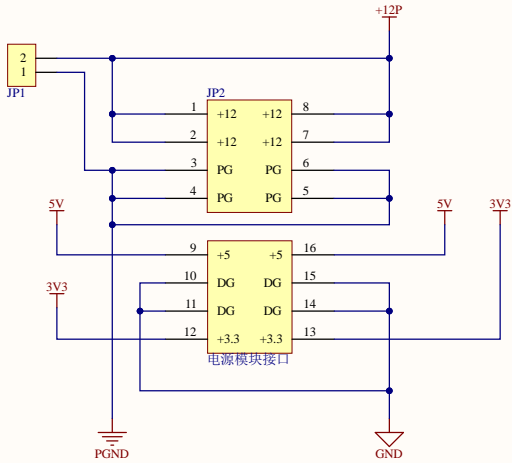 +12P
2
1
JP1
JP2
1 +12 +12 8
2 +12 +12 7
3 PG PG 6
4 PG PG 5
5V 5V 3V3
9 +5 +5 16
10 DG DG 15
3V3
11 DG DG 14
12 +3.3 +3.3 13
电源模块接口
PGND GND